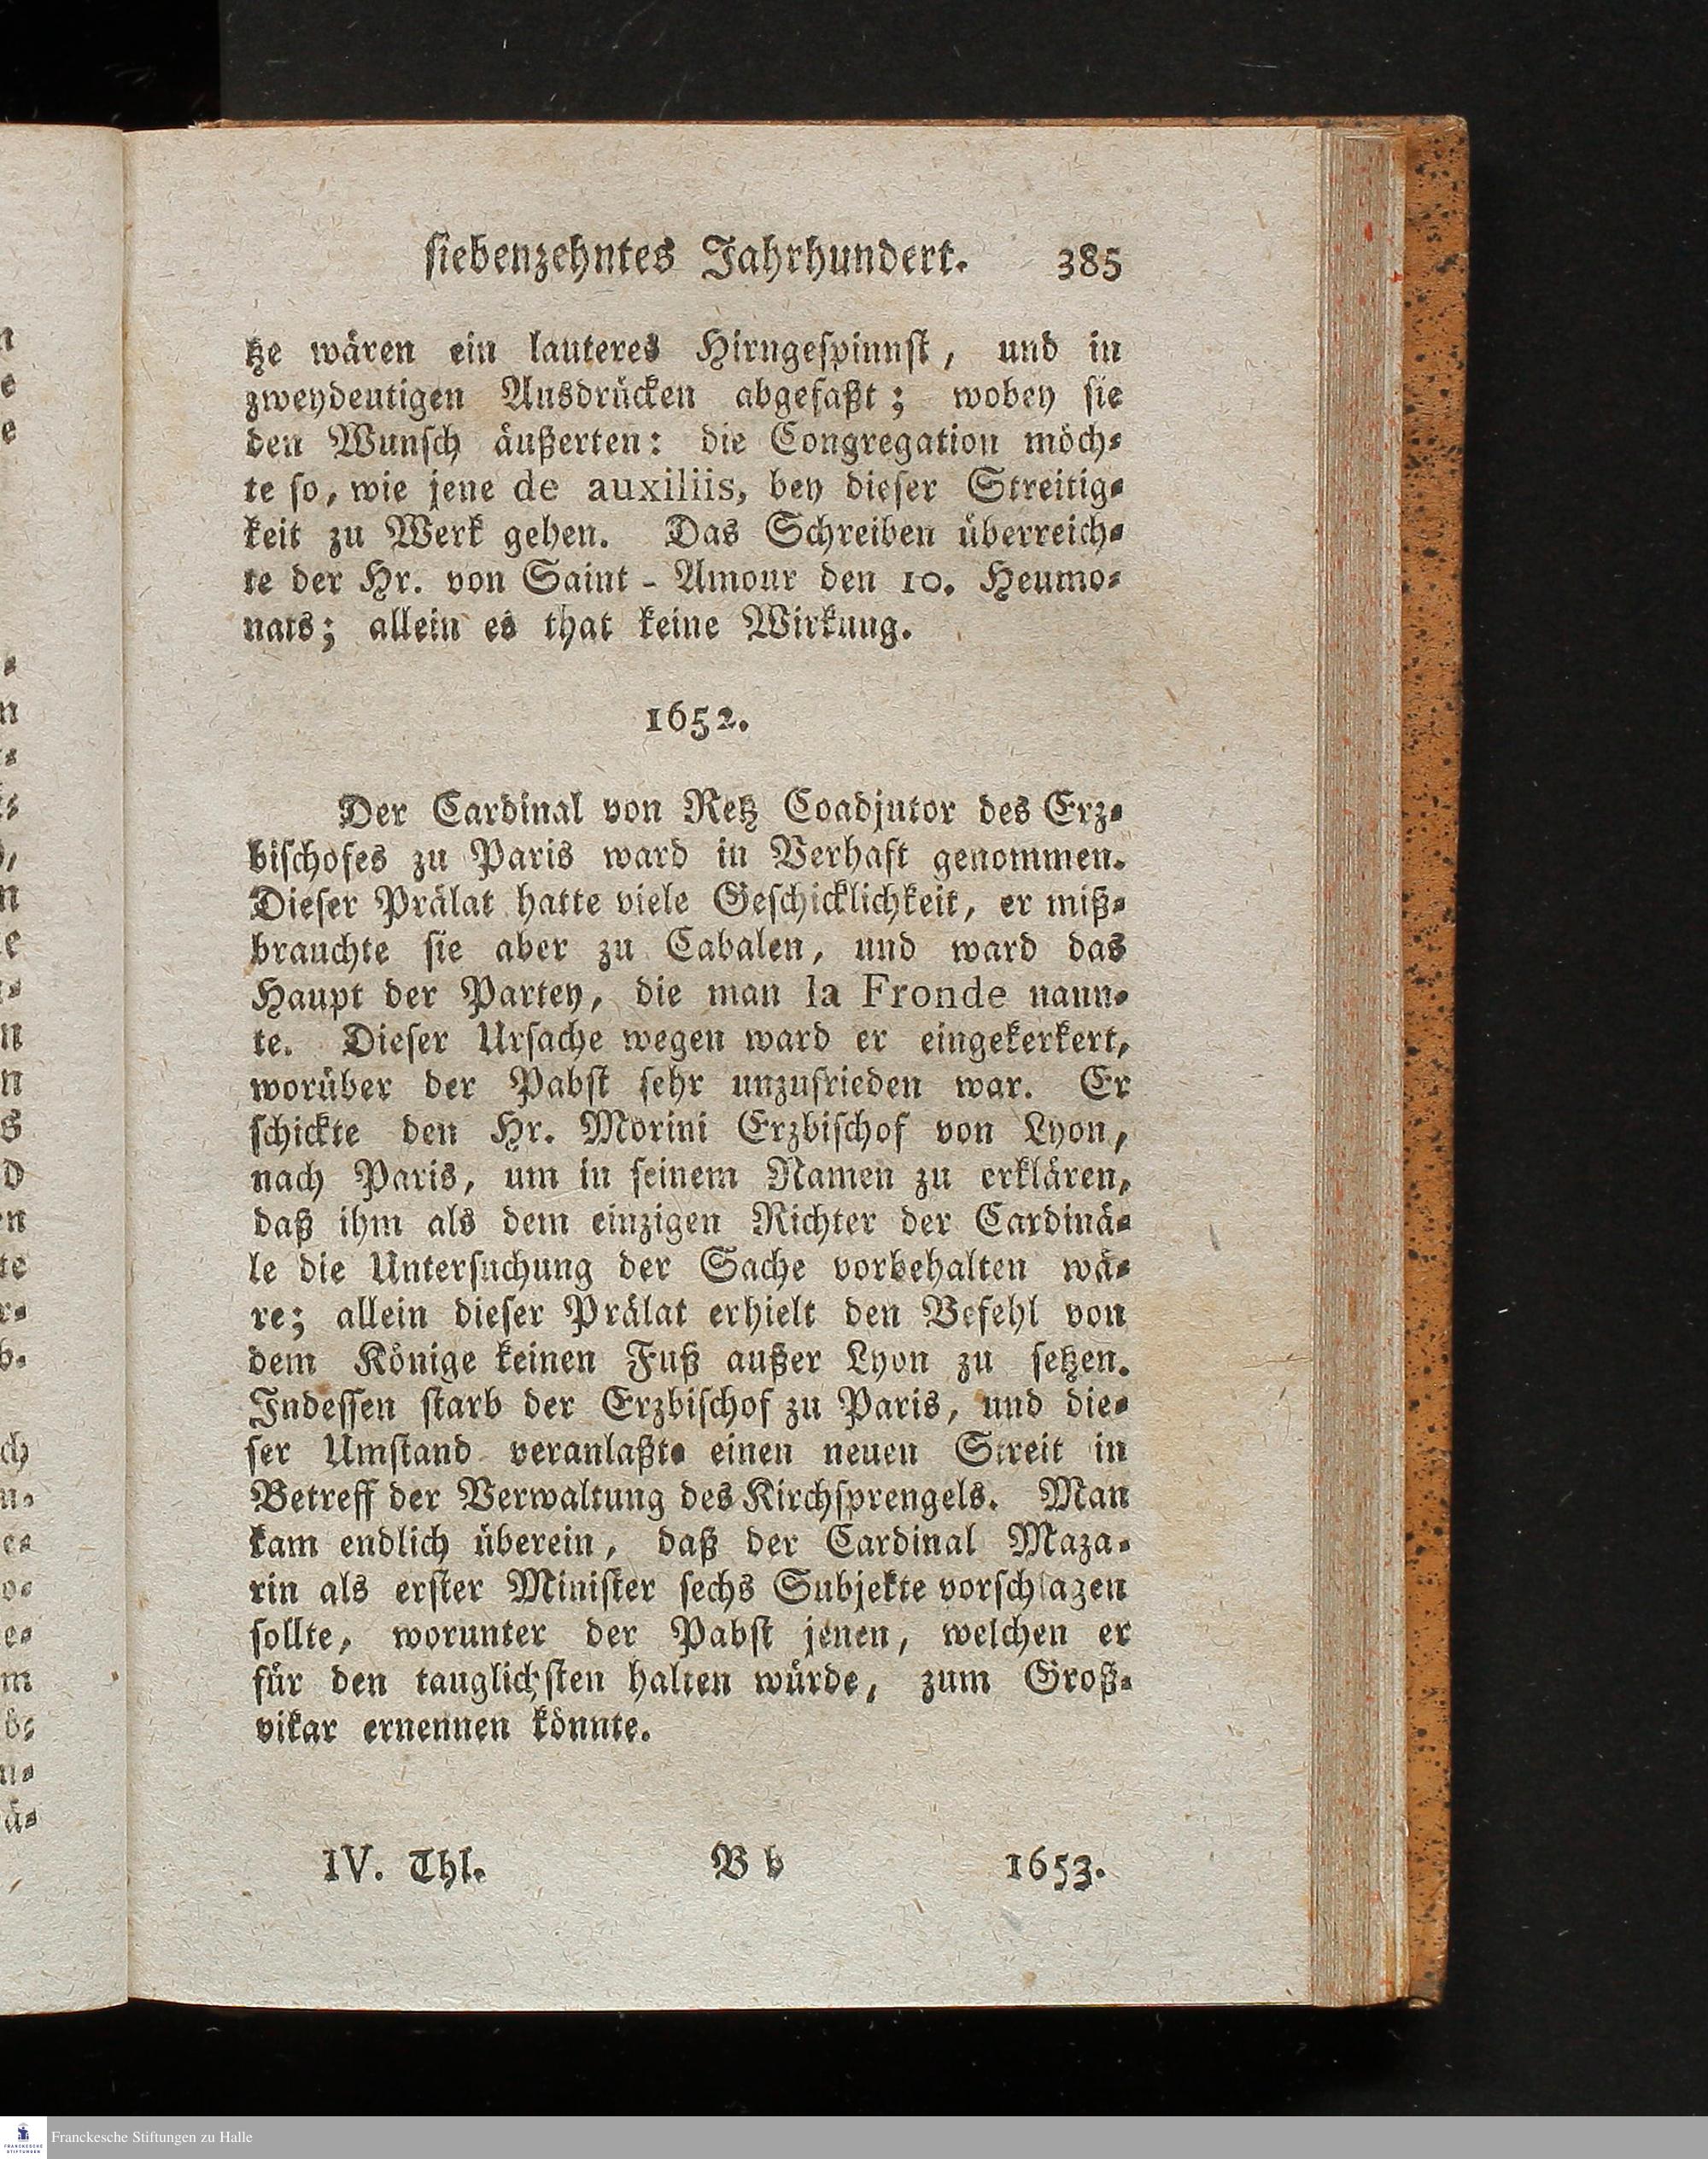 siebenzehntes Jahrhundert. 385
tze wären ein lauteres Hirngespinnst, und in
zweydeutigen Ausdrücken abgefaßt; wobey sie
den Wunsch äußerten: die Congregation möch-
te so, wie jene de auxiliis, bey dieser Streitig-
keit zu Werk gehen. Das Schreiben überreich-
te der Hr. von Saint-Amour den 10. Heumo-
nats; allein es that keine Wirkung.
1652.
Der Cardinal von Retz Coadjutor des Erz-
bischofes zu Paris ward in Verhaft genommen.
Dieser Prälat hatte viele Geschicklichkeit, er miß-
brauchte sie aber zu Cabalen, und ward das
Haupt der Partey, die man la Fronde nann-
te. Dieser Ursache wegen ward er eingekerkert,
worüber der Pabst sehr unzufrieden war. Er
schickte den Hr. Morini Erzbischof von Lyon,
nach Paris, um in seinem Namen zu erklären,
daß ihm als dem einzigen Richter der Cardinä-
le die Untersuchung der Sache vorbehalten wä-
re; allein dieser Prälat erhielt den Befehl von
dem Könige keinen Fuß außer Lyon zu setzen.
Indessen starb der Erzbischof zu Paris, und die-
ser Umstand veranlaßte einen neuen Streit in
Betreff der Verwaltung des Kirchsprengels. Man
kam endlich überein, daß der Cardinal Maza-
rin als erster Minister sechs Subjekte vorschlagen
sollte, worunter der Pabst jenen, welchen er
für den tauglichsten halten würde, zum Groß-
vikar ernennen könnte.
IV. Thl. B b 1653.
Franckesche Stiftungen zu Halle